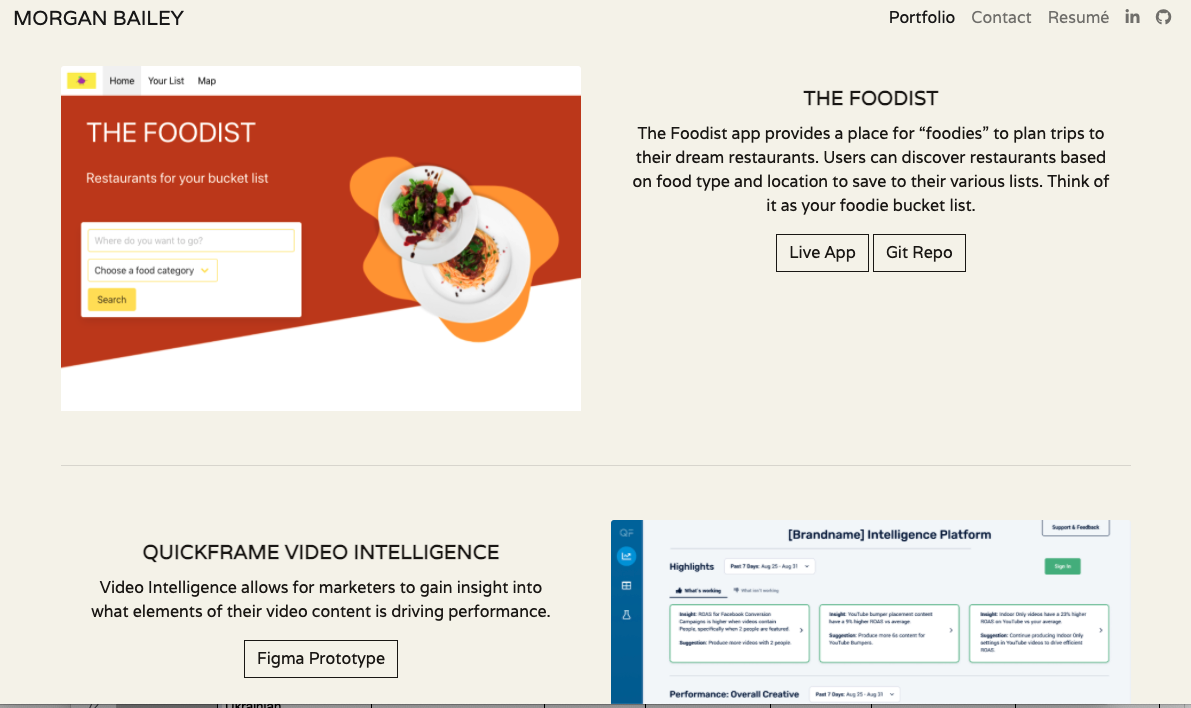 MORGAN BAILEY
Portfolio Contact Resumé
Home Your List Map
THE FOODIST
Restaurants for your bucket list
Where do you want to go?
Choose a food category
Search
THE FOODIST
The Foodist app provides a place for “foodies” to plan trips to
their dream restaurants. Users can discover restaurants based
on food type and location to save to their various lists. Think of
it as your foodie bucket list.
Live App Git Repo
QUICKFRAME VIDEO INTELLIGENCE
Video Intelligence allows for marketers to gain insight into
what elements of their video content is driving performance.
Figma Prototype
QF
Support & Feedback
[Brandname] Intelligence Platform
Highlights Past 7 Days: Aug 25 - Aug 31
Sign In
What's working What isn't working
Insight: ROAS for Facebook Conversion
Campaigns is higher when videos contain
People, specifically when 2 people are featured.
Suggestion: Produce more videos with 2 people
Insight: YouTube bumper placement content
have a 9% higher ROAS vs average.
Suggestion: Produce more 6s content for
YouTube Bumpers.
Insight: Indoor Only videos have a 23% higher
ROAS on YouTube vs your average.
Suggestion: Continue producing Indoor Only
settings in YouTube videos to drive efficient
ROAS.
Performance: Overall Creative Past 7 Days: Aug 25 - Aug 31
Ukrainian